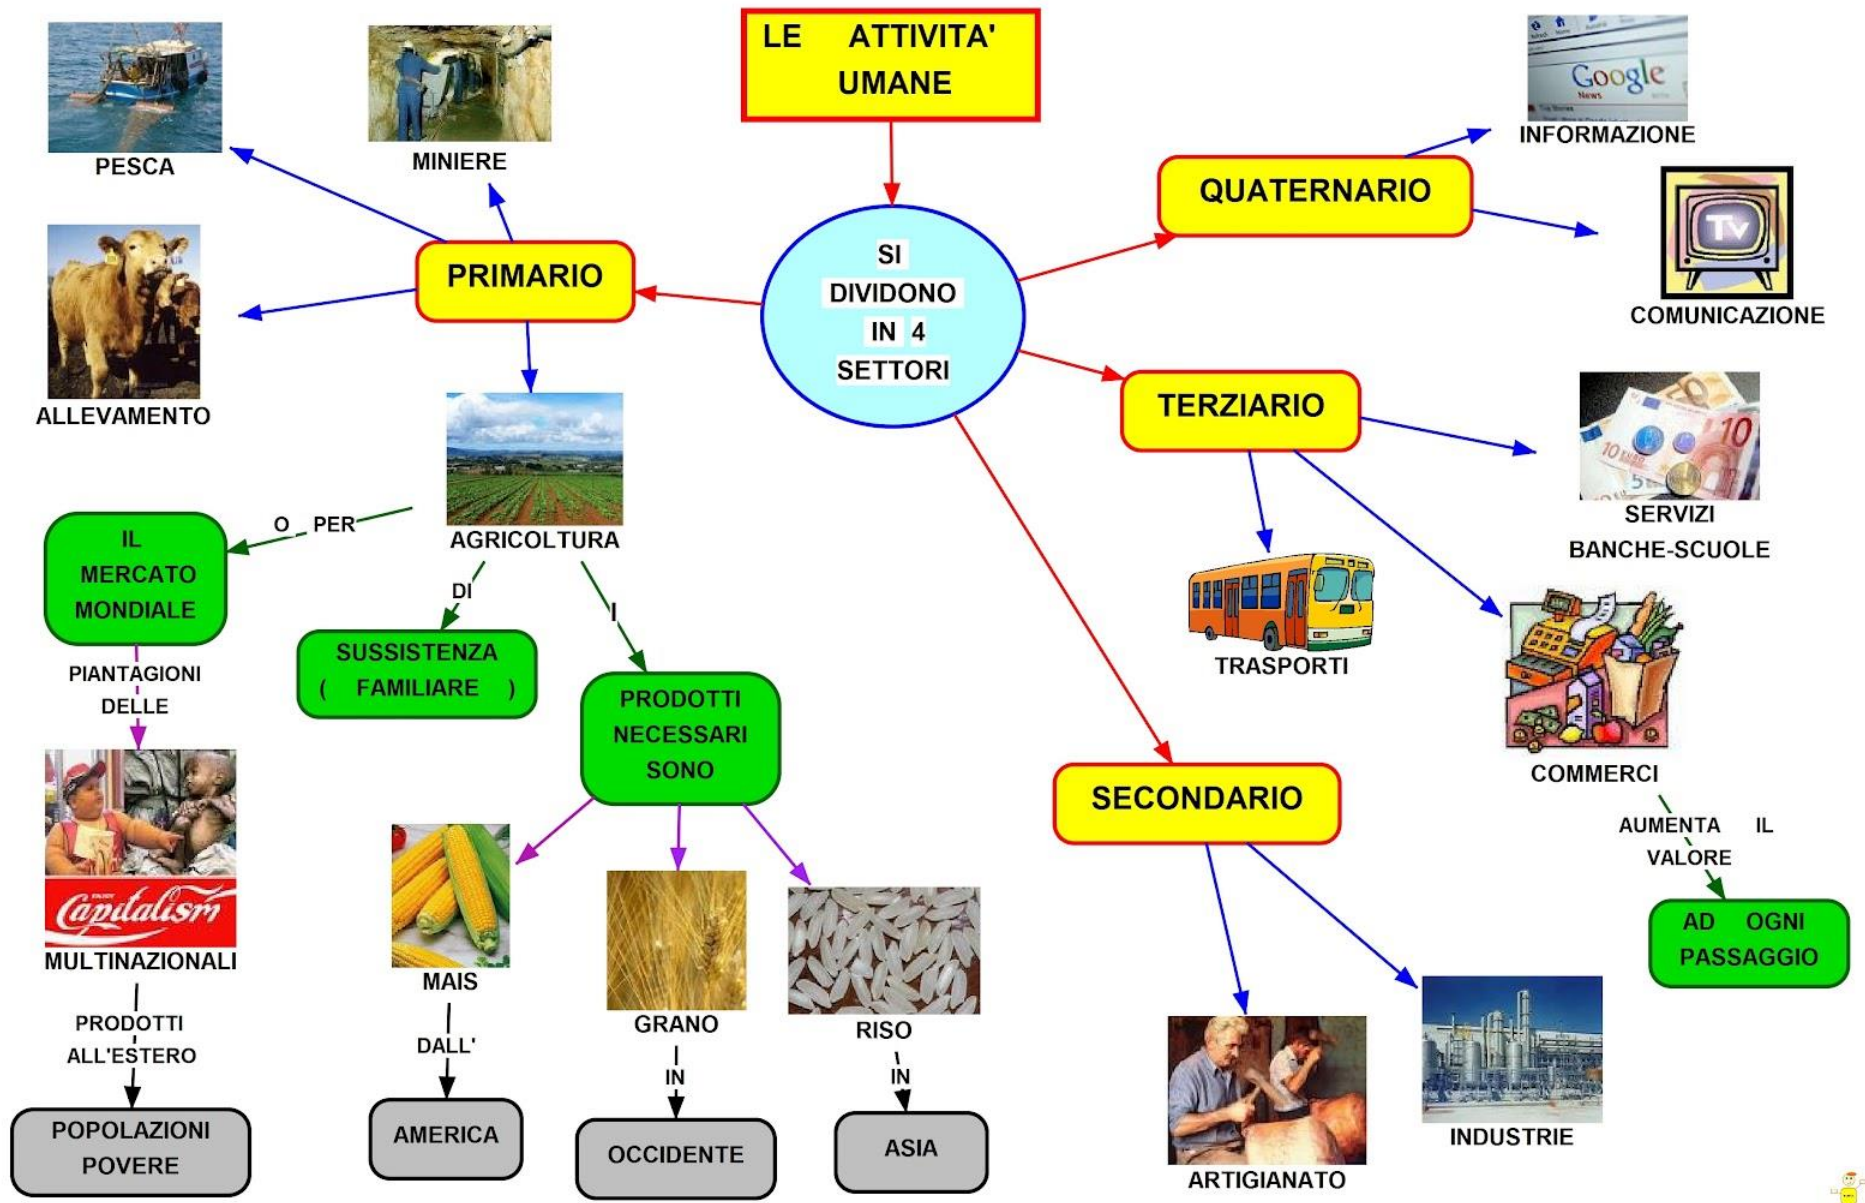 LE ATTIVITA'
UMANE
SI
DIVIDONO
IN 4
SETTORI
PRIMARIO
PESCA
MINIERE
ALLEVAMENTO
AGRICOLTURA
O PER
IL
MERCATO
MONDIALE
PIANTAGIONI
DELLE
Capitalism
MULTINAZIONALI
PRODOTTI
ALL'ESTERO
POPOLAZIONI
POVERE
DI
SUSSISTENZA
( FAMILIARE )
I
PRODOTTI
NECESSARI
SONO
MAIS
DALL'
AMERICA
GRANO
IN
OCCIDENTE
RISO
IN
ASIA
QUATERNARIO
Google
News
INFORMAZIONE
Tv
COMUNICAZIONE
TERZIARIO
10
SERVIZI
BANCHE-SCUOLE
TRASPORTI
COMMERCI
AUMENTA IL
VALORE
AD OGNI
PASSAGGIO
SECONDARIO
ARTIGIANATO
INDUSTRIE